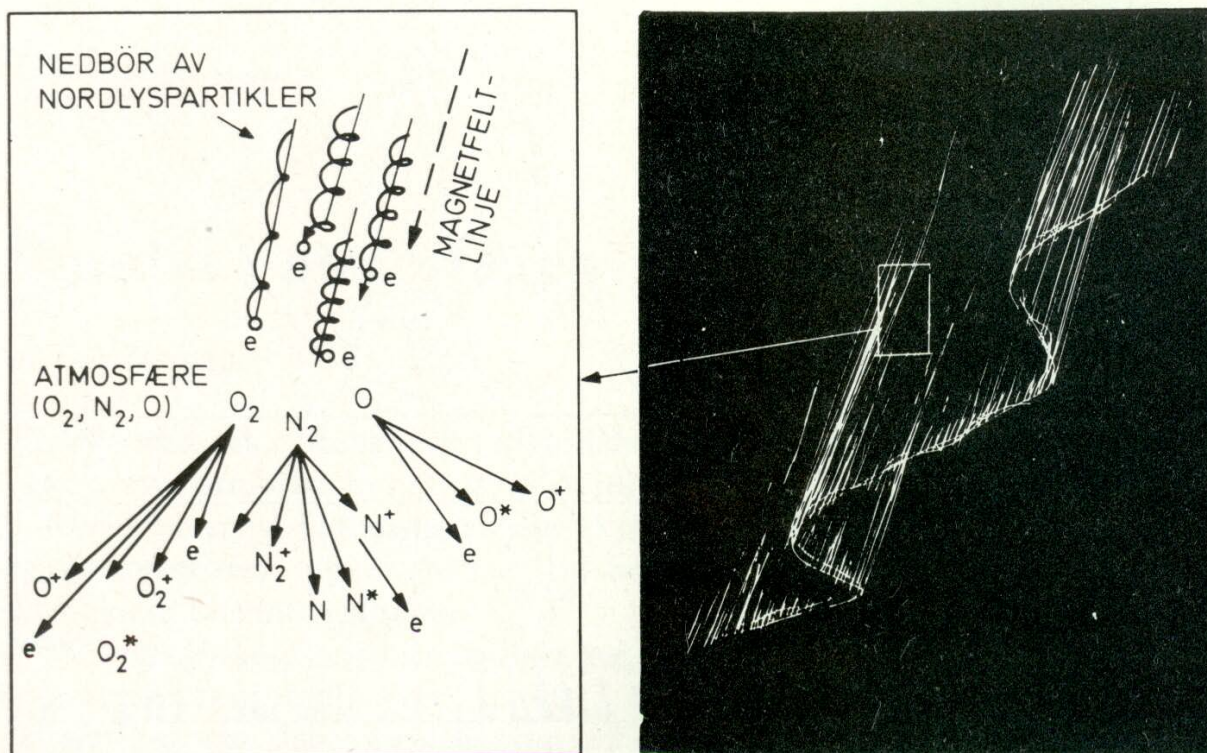 NEDBÖR AV
NORDLYSPARTIKLER
MAGNETFELT-
LINJE
e
e
e
e
ATMOSFÆRE
(O₂, N₂, O)
O₂
N₂
O
O⁺
e
O₂*
O₂⁺
e
N₂⁺
N
N*
N⁺
e
e
O*
O⁺